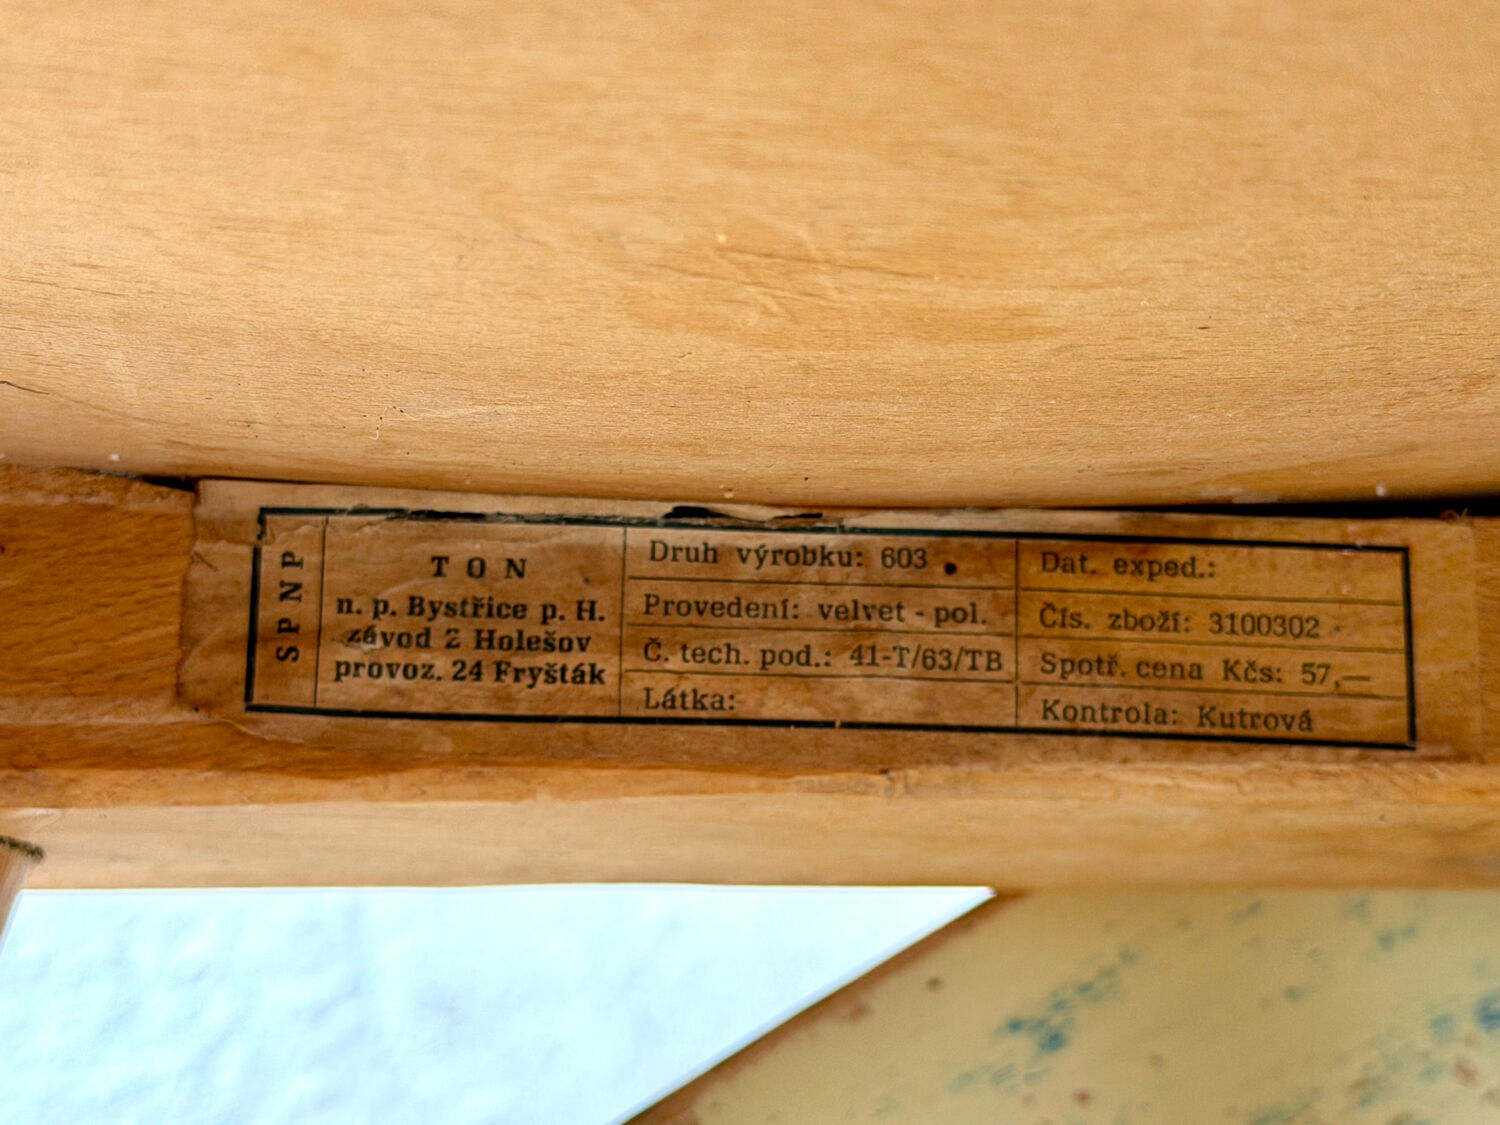 SPNP
TON
n. p. Bystřice p. H.
závod 2 Holešov
provoz. 24 Fryšták
Druh výrobku: 603
Provedení: velvet - pol.
Č. tech. pod.: 41-T/63/TB
Látka:
Dat. exped.:
Čís. zboží: 3100302
Spotř. cena Kčs: 57,—
Kontrola: Kutrová